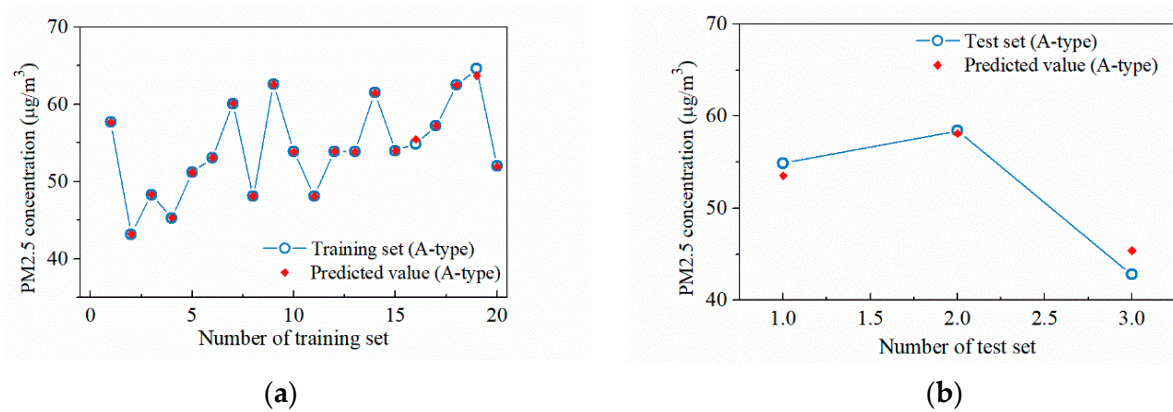 70
60
50
40
PM2.5 concentration (μg/m³)
Training set (A-type)
Predicted value (A-type)
0 5 10 15 20
Number of training set
(a)
70
60
50
40
PM2.5 concentration (μg/m³)
Test set (A-type)
Predicted value (A-type)
1.0 1.5 2.0 2.5 3.0
Number of test set
(b)